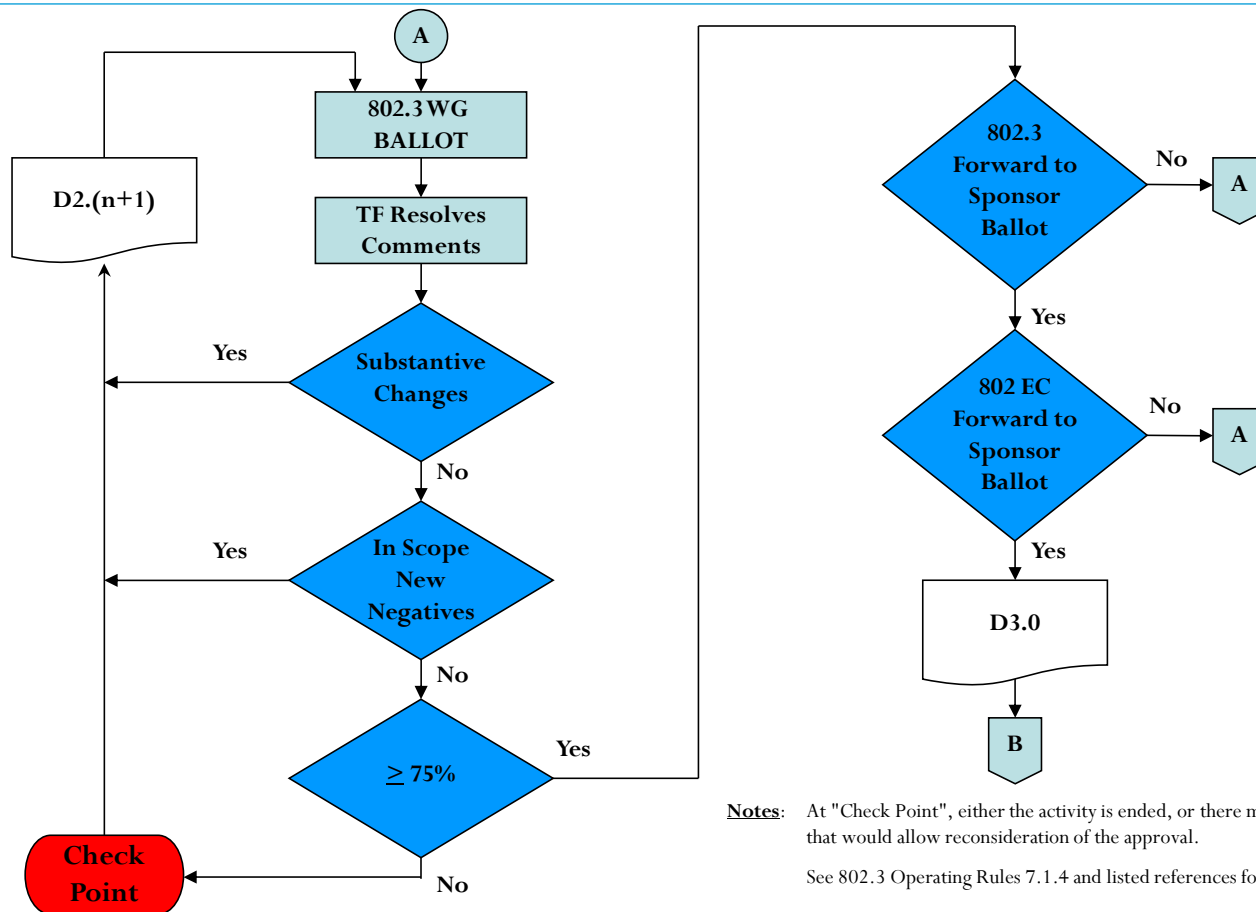 A
802.3 WG
BALLOT
D2.(n+1)
TF Resolves
Comments
Yes
Substantive
Changes
No
Yes
In Scope
New
Negatives
No
≥ 75%
Yes
No
Check
Point
802.3
Forward to
Sponsor
Ballot
No
A
Yes
802 EC
Forward to
Sponsor
Ballot
No
A
Yes
D3.0
B
Notes: At "Check Point", either the activity is ended, or there
that would allow reconsideration of the approval.
See 802.3 Operating Rules 7.1.4 and listed references